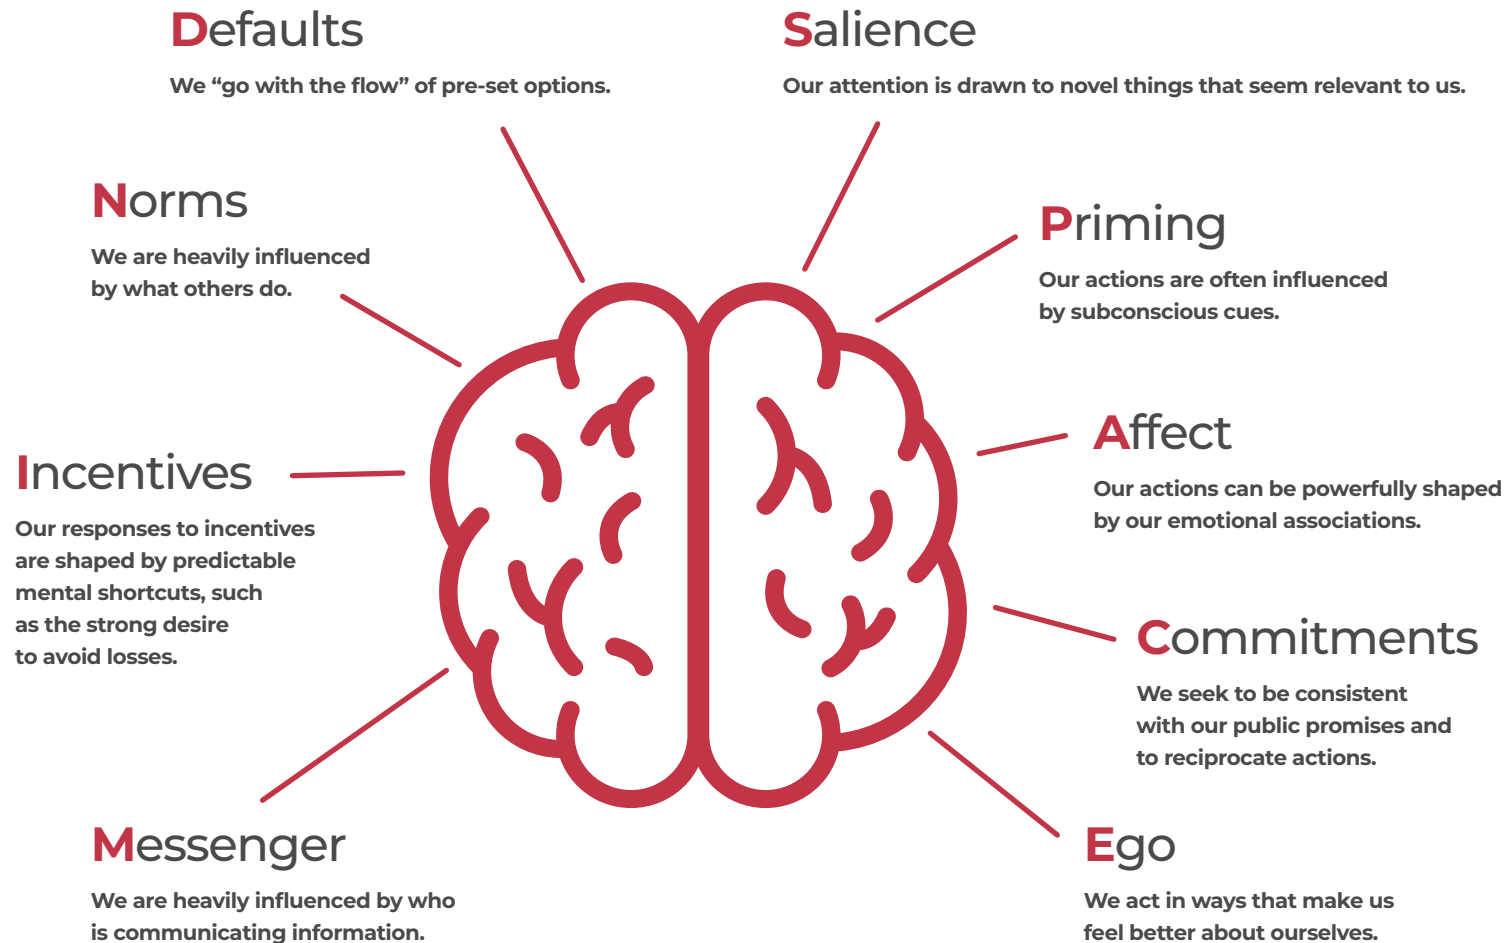 Defaults
We “go with the flow” of pre-set options.
Salience
Our attention is drawn to novel things that seem relevant to us.
Norms
We are heavily influenced
by what others do.
Priming
Our actions are often influenced
by subconscious cues.
Incentives
Our responses to incentives
are shaped by predictable
mental shortcuts, such
as the strong desire
to avoid losses.
Affect
Our actions can be powerfully shaped
by our emotional associations.
Commitments
We seek to be consistent
with our public promises and
to reciprocate actions.
Messenger
We are heavily influenced by who
is communicating information.
Ego
We act in ways that make us
feel better about ourselves.